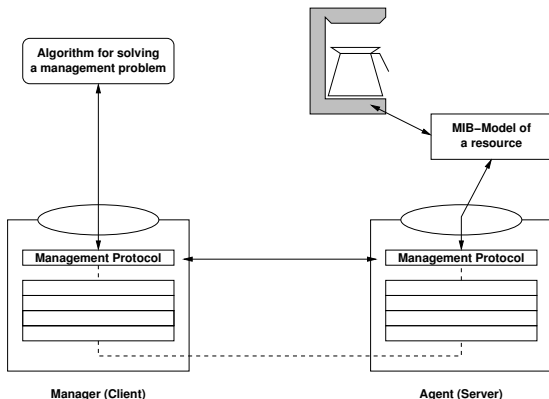 Algorithm for solving
a management problem
MIB−Model of
a resource
Management Protocol
Management Protocol
Manager (Client)
Agent (Server)